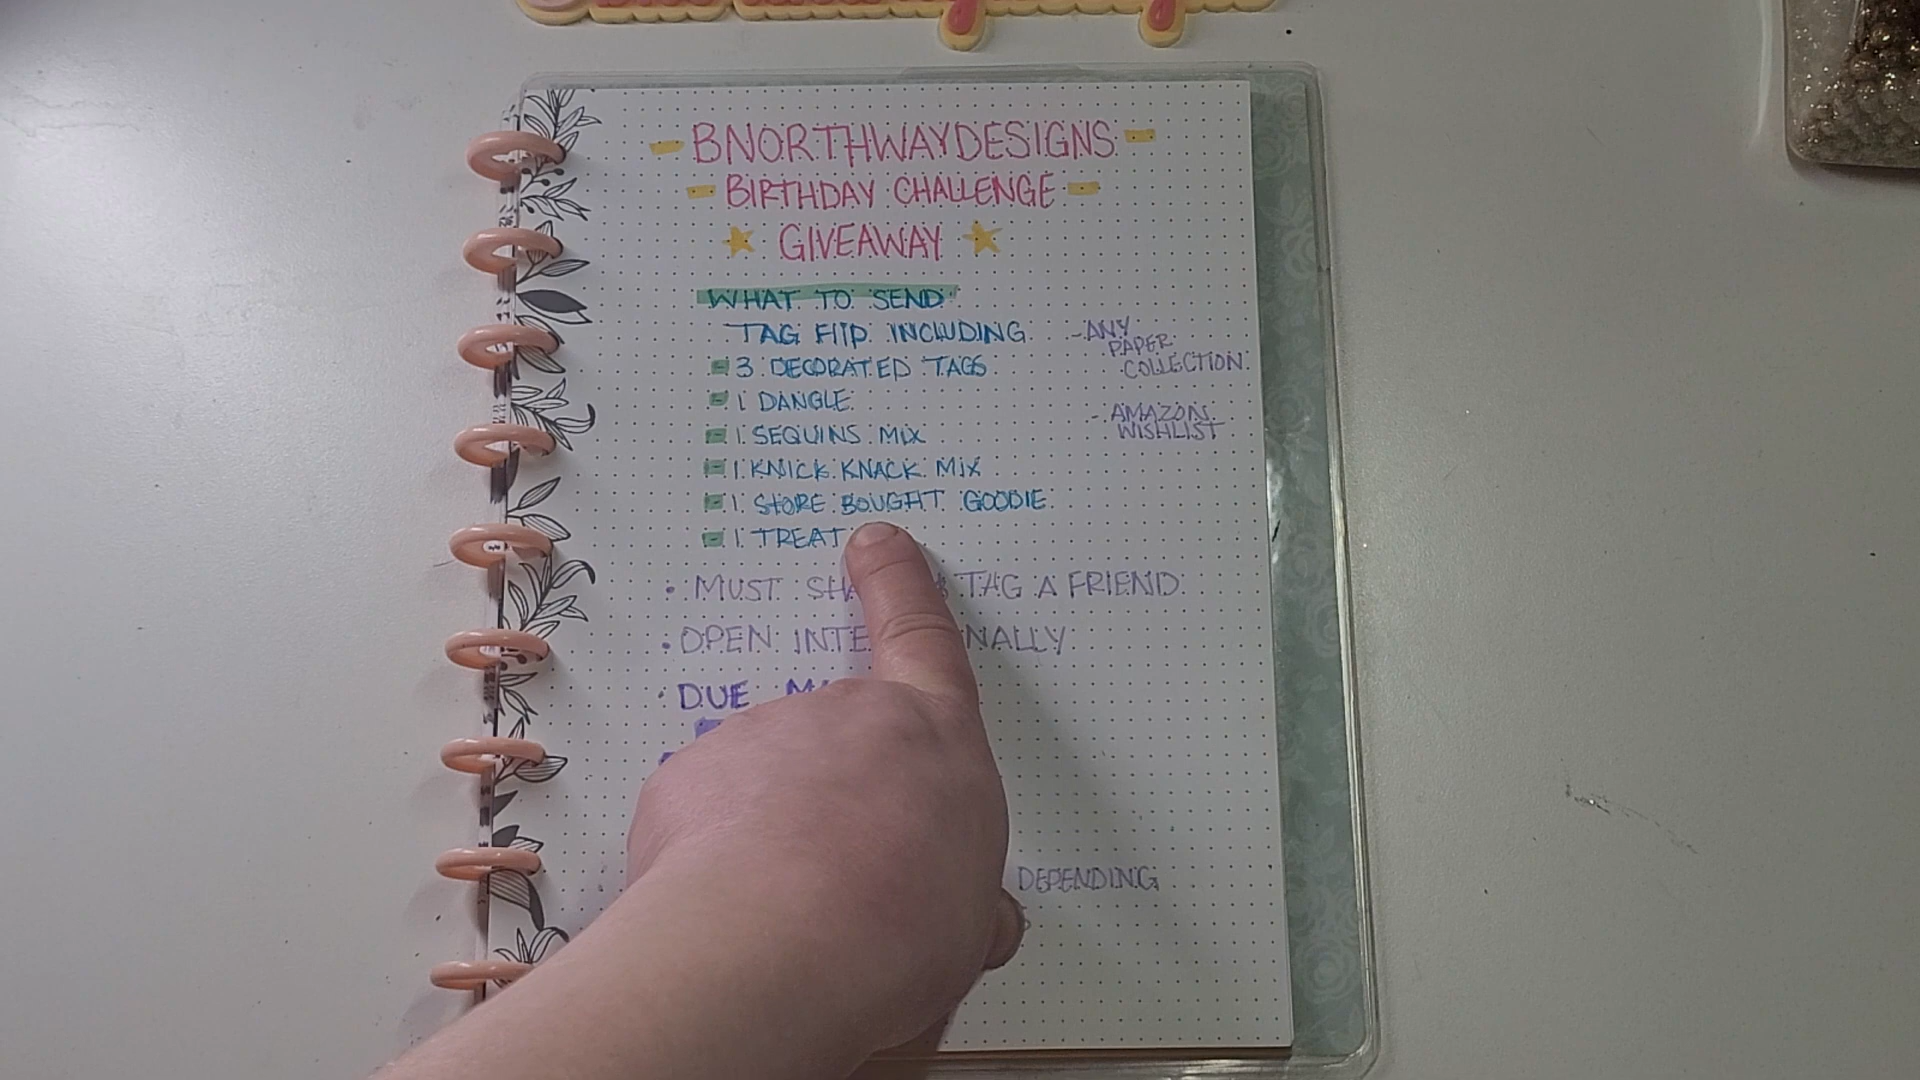 - BNORTHWAYDESIGNS -
- BIRTHDAY CHALLENGE -
GIVEAWAY
WHAT TO SEND
TAG FLIP INCLUDING
- 3 DECORATED TAGS
- 1 DANGLE
- 1 SEQUINS MIX
- 1 KNICK KNACK MIX
- 1 STORE BOUGHT GOODIE
- 1 TREAT
- ANY
PAPER
COLLECTION
- AMAZON
WISHLIST
• MUST TAG A FRIEND
• OPEN
• DUE
DEPENDING